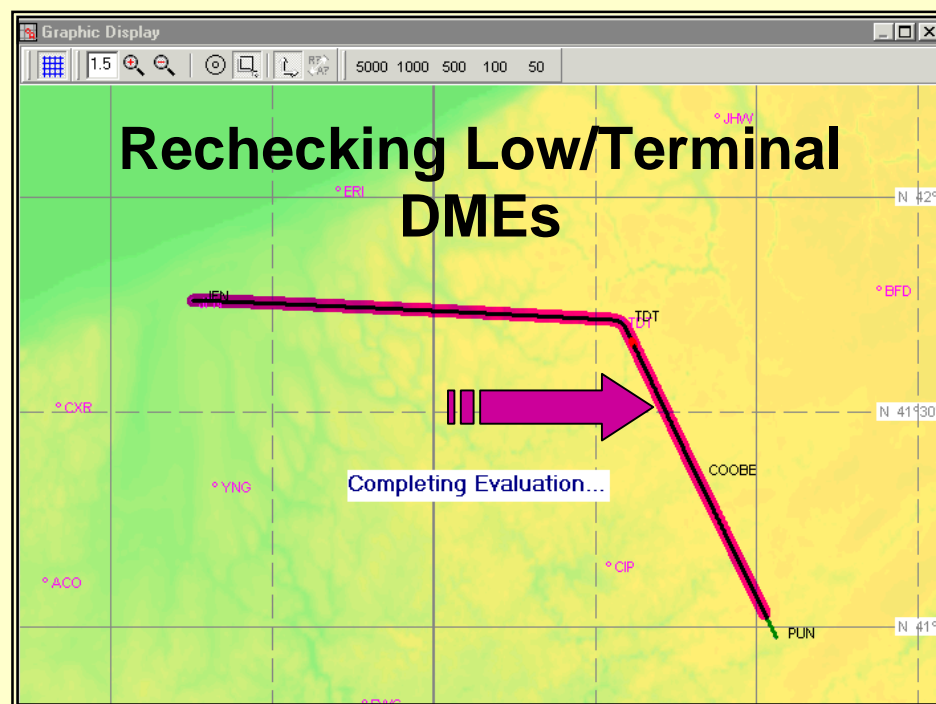 Graphic Display
1.5 5000 1000 500 100 50
JHW
Rechecking Low/Terminal
DMEs
ERI
N 42°
BFD
JFN
TDT
TDT
CXR
N 41°30
COOBE
YNG
Completing Evaluation...
CIP
ACO
PUN
N 41°